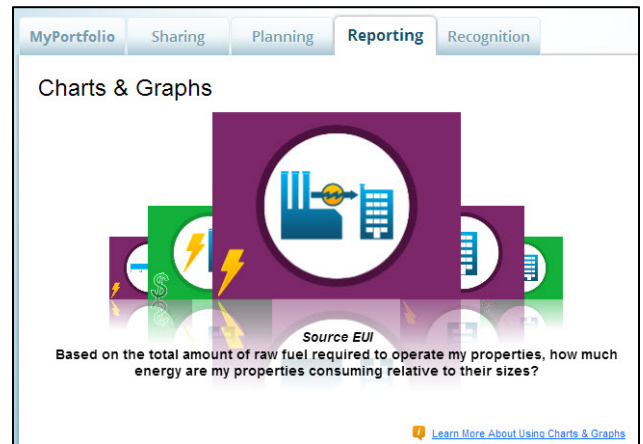 MyPortfolio Sharing Planning Reporting Recognition
Charts & Graphs
$
Source EUI
Based on the total amount of raw fuel required to operate my properties, how much
energy are my properties consuming relative to their sizes?
Learn More About Using Charts & Graphs